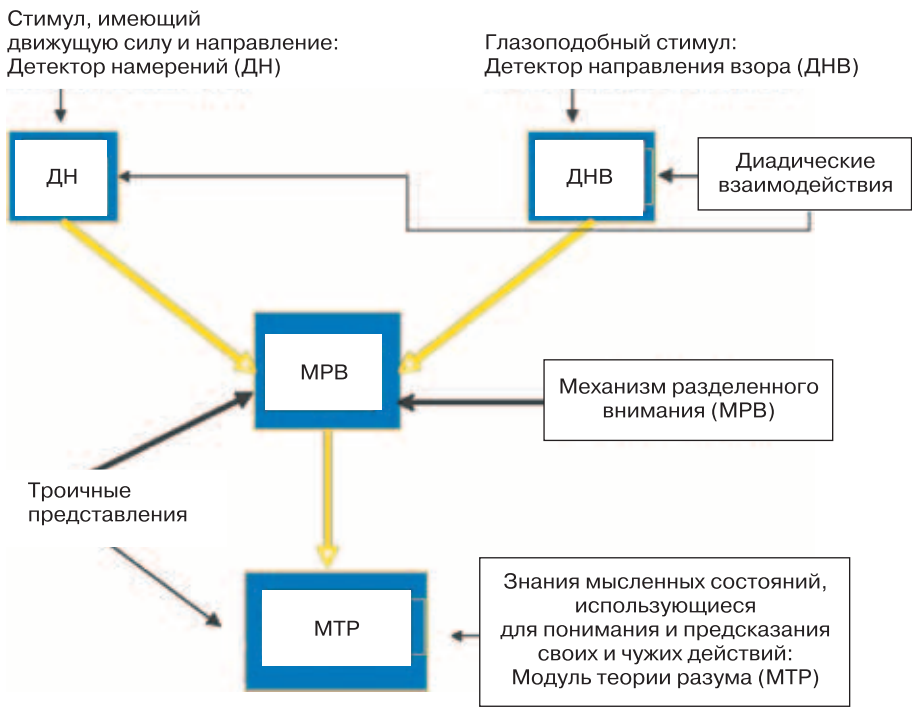 Стимул, имеющий
движущую силу и направление:
Детектор намерений (ДН)
Глазоподобный стимул:
Детектор направления взора (ДНВ)
ДН
ДНВ
Диадические
взаимодействия
МРВ
Механизм разделенного
внимания (МРВ)
Троичные
представления
МТР
Знания мысленных состояний,
использующиеся
для понимания и предсказания
своих и чужих действий:
Модуль теории разума (МТР)